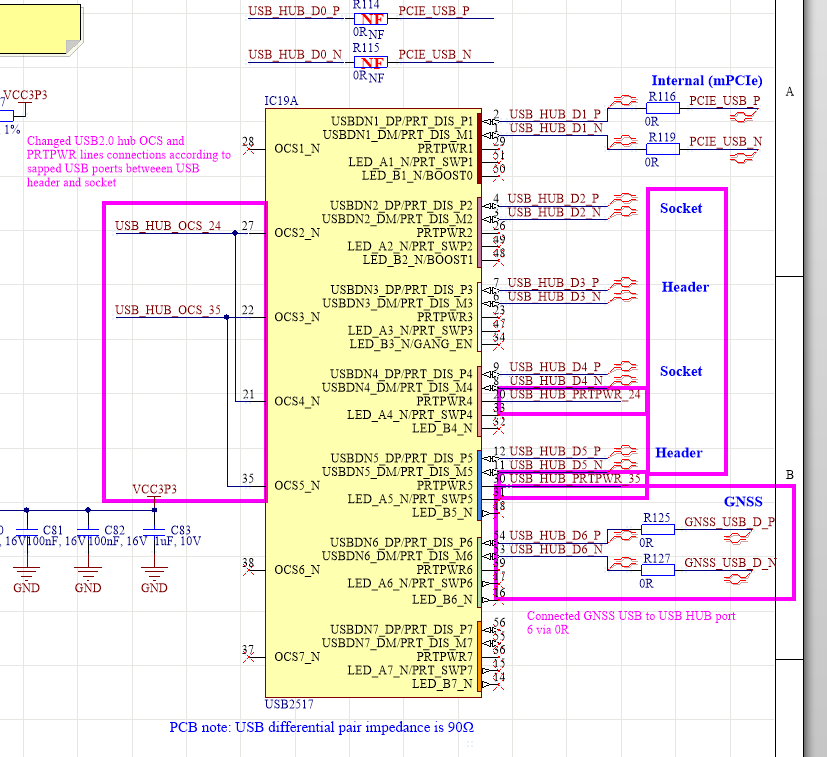 USB_HUB_D0_P
R114
NF
PCIE_USB_P
0R
NF
USB_HUB_D0_N
R115
NF
PCIE_USB_N
0R
NF
VCC3P3
1%
Changed USB2.0 hub OCS and
PRTPWR lines connections according to
sapped USB poerts betweeen USB
header and socket
IC19A
Internal (mPCIe)
A
28
OCS1_N
USBDN1_DP/PRT_DIS_P1
USBDN1_DM/PRT_DIS_M1
PRTPWR1
LED_A1_N/PRT_SWP1
LED_B1_N/BOOST0
2
USB_HUB_D1_P
1
USB_HUB_D1_N
R116
0R
PCIE_USB_P
R119
0R
PCIE_USB_N
USB_HUB_OCS_24
27
OCS2_N
USBDN2_DP/PRT_DIS_P2
USBDN2_DM/PRT_DIS_M2
PRTPWR2
LED_A2_N/PRT_SWP2
LED_B2_N/BOOST1
4
USB_HUB_D2_P
3
USB_HUB_D2_N
26
49
48
Socket
USB_HUB_OCS_35
22
OCS3_N
USBDN3_DP/PRT_DIS_P3
USBDN3_DM/PRT_DIS_M3
PRTPWR3
LED_A3_N/PRT_SWP3
LED_B3_N/GANG_EN
7
USB_HUB_D3_P
6
USB_HUB_D3_N
23
47
34
Header
21
OCS4_N
USBDN4_DP/PRT_DIS_P4
USBDN4_DM/PRT_DIS_M4
PRTPWR4
LED_A4_N/PRT_SWP4
LED_B4_N
9
USB_HUB_D4_P
8
USB_HUB_D4_N
20
USB_HUB_PRTPWR_24
33
32
Socket
35
OCS5_N
USBDN5_DP/PRT_DIS_P5
USBDN5_DM/PRT_DIS_M5
PRTPWR5
LED_A5_N/PRT_SWP5
LED_B5_N
12
USB_HUB_D5_P
11
USB_HUB_D5_N
30
USB_HUB_PRTPWR_35
Header
B
VCC3P3
C81
16V 100nF,
C82
16V 100nF,
C83
16V 1uF, 10V
GND
GND
GND
GNSS
38
OCS6_N
USBDN6_DP/PRT_DIS_P6
USBDN6_DM/PRT_DIS_M6
PRTPWR6
LED_A6_N/PRT_SWP6
LED_B6_N
54
USB_HUB_D6_P
53
USB_HUB_D6_N
R125
0R
GNSS_USB_D_P
R127
0R
GNSS_USB_D_N
Connected GNSS USB to USB HUB port
6 via 0R
37
OCS7_N
USBDN7_DP/PRT_DIS_P7
USBDN7_DM/PRT_DIS_M7
PRTPWR7
LED_A7_N/PRT_SWP7
LED_B7_N
56
55
36
15
14
USB2517
PCB note: USB differential pair impedance is 90Ω